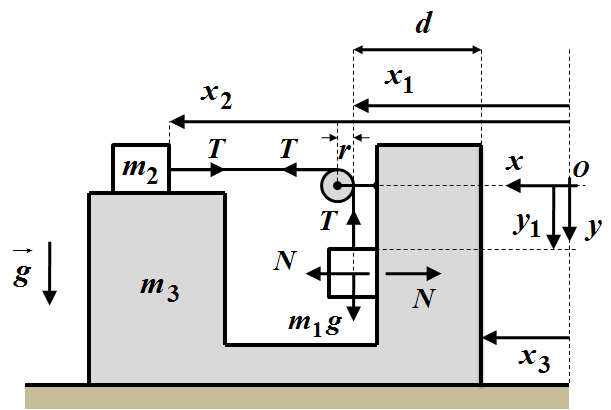 d
x₁
x₂
T T r
m₂
x O
T
y₁ y
g
N
m₃
N
m₁g
x₃